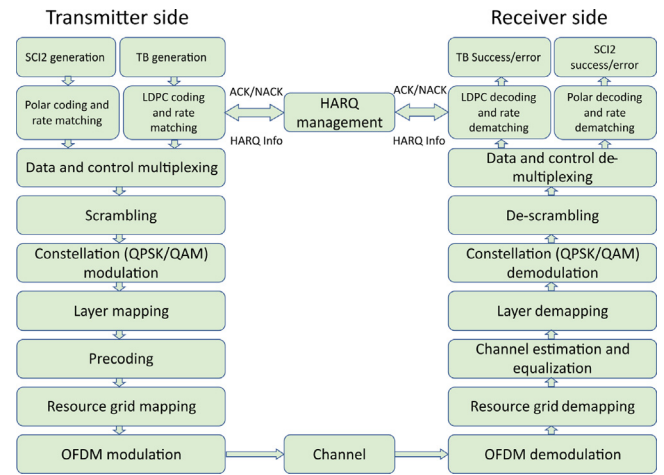 Transmitter side
SCI2 generation
TB generation
Polar coding and
rate matching
LDPC coding
and rate
matching
Data and control multiplexing
Scrambling
Constellation (QPSK/QAM)
modulation
Layer mapping
Precoding
Resource grid mapping
OFDM modulation
ACK/NACK
HARQ Info
HARQ
management
ACK/NACK
HARQ Info
Channel
Receiver side
TB Success/error
SCI2
success/error
LDPC decoding
and rate
dematching
Polar decoding
and rate
dematching
Data and control de-
multiplexing
De-scrambling
Constellation (QPSK/QAM)
demodulation
Layer demapping
Channel estimation and
equalization
Resource grid demapping
OFDM demodulation